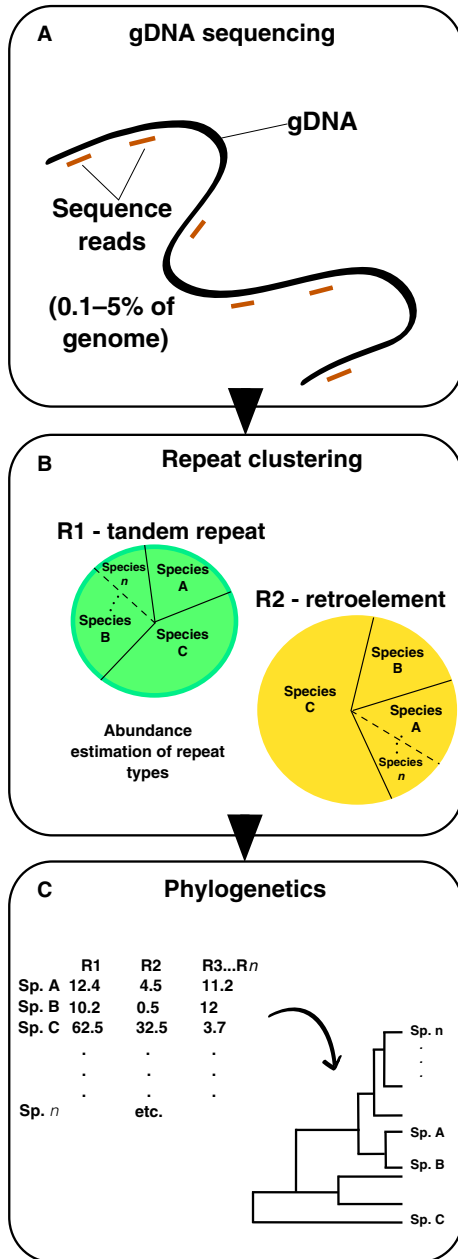 A gDNA sequencing
gDNA
Sequence
reads
(0.1–5% of
genome)
B Repeat clustering
R1 - tandem repeat
Species
n
Species
A
Species
B
Species
C
R2 - retroelement
Species
B
Species
C
Species
A
Species
n
Abundance
estimation of repeat
types
C Phylogenetics
R1 R2 R3...Rn
Sp. A 12.4 4.5 11.2
Sp. B 10.2 0.5 12
Sp. C 62.5 32.5 3.7
. . .
. . .
. . .
Sp. n etc.
Sp. n
.
.
.
Sp. A
Sp. B
Sp. C